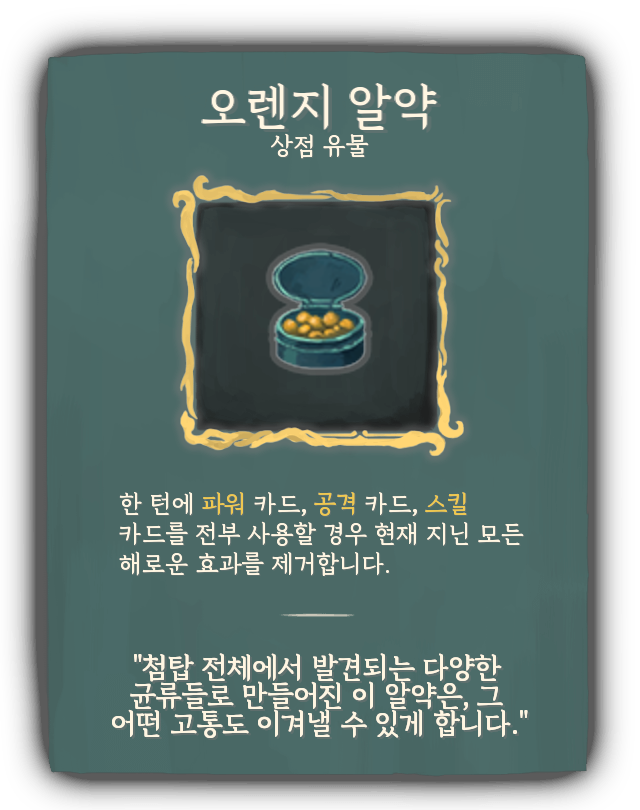 오렌지 알약
상점 유물
한 턴에 파워 카드, 공격 카드, 스킬
카드를 전부 사용할 경우 현재 지닌 모든
해로운 효과를 제거합니다.
"첨탑 전체에서 발견되는 다양한
균류들로 만들어진 이 알약은, 그
어떤 고통도 이겨낼 수 있게 합니다."